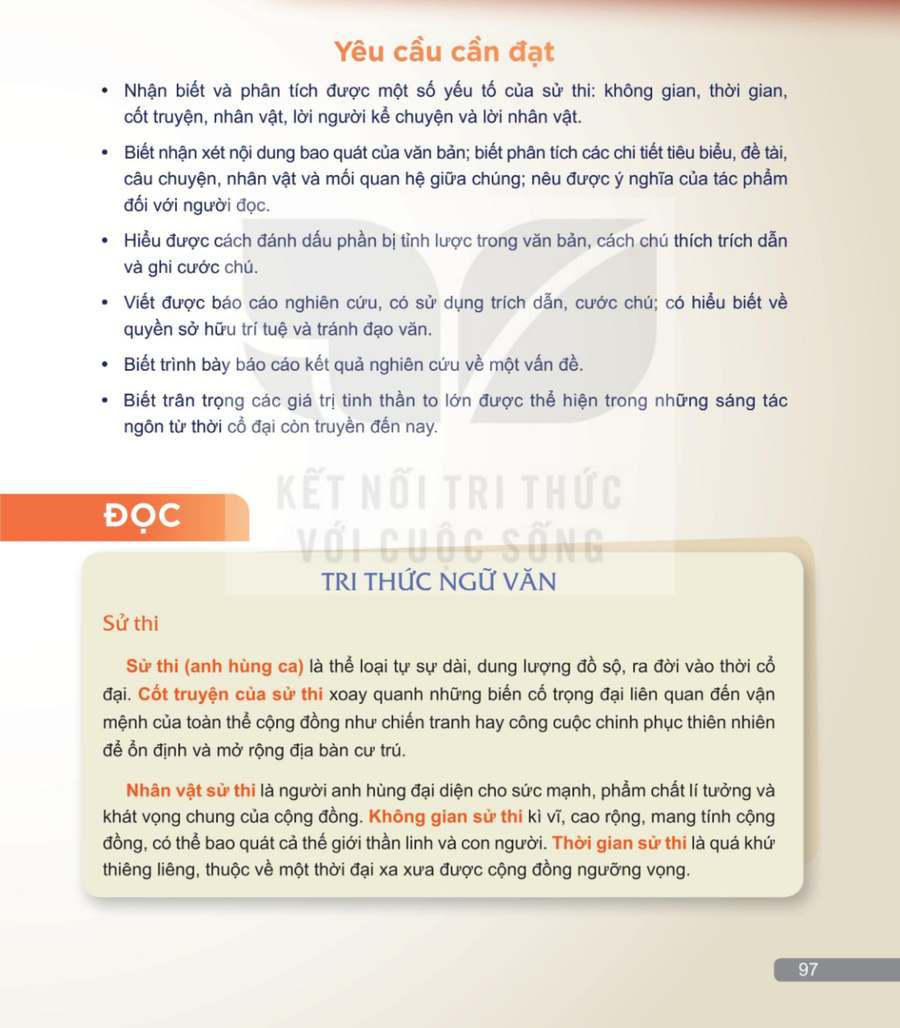 Yêu cầu cần đạt
• Nhận biết và phân tích được một số yếu tố của sử thi: không gian, thời gian,
cốt truyện, nhân vật, lời người kể chuyện và lời nhân vật.
• Biết nhận xét nội dung bao quát của văn bản; biết phân tích các chi tiết tiêu biểu, đề tài,
câu chuyện, nhân vật và mối quan hệ giữa chúng; nêu được ý nghĩa của tác phẩm
đối với người đọc.
• Hiểu được cách đánh dấu phần bị tỉnh lược trong văn bản, cách chú thích trích dẫn
và ghi cước chú.
• Viết được báo cáo nghiên cứu, có sử dụng trích dẫn, cước chú; có hiểu biết về
quyền sở hữu trí tuệ và tránh đạo văn.
• Biết trình bày báo cáo kết quả nghiên cứu về một vấn đề.
• Biết trân trọng các giá trị tinh thần to lớn được thể hiện trong những sáng tác
ngôn từ thời cổ đại còn truyền đến nay.
KẾT NỐI TRI THỨC
VỚI CUỘC SỐNG
ĐỌC
TRI THỨC NGỮ VĂN
Sử thi
Sử thi (anh hùng ca) là thể loại tự sự dài, dung lượng đồ sộ, ra đời vào thời cổ
đại. Cốt truyện của sử thi xoay quanh những biến cố trọng đại liên quan đến vận
mệnh của toàn thể cộng đồng như chiến tranh hay công cuộc chinh phục thiên nhiên
để ổn định và mở rộng địa bàn cư trú.
Nhân vật sử thi là người anh hùng đại diện cho sức mạnh, phẩm chất lí tưởng và
khát vọng chung của cộng đồng. Không gian sử thi kì vĩ, cao rộng, mang tính cộng
đồng, có thể bao quát cả thế giới thần linh và con người. Thời gian sử thi là quá khứ
thiêng liêng, thuộc về một thời đại xa xưa được cộng đồng ngưỡng vọng.
97